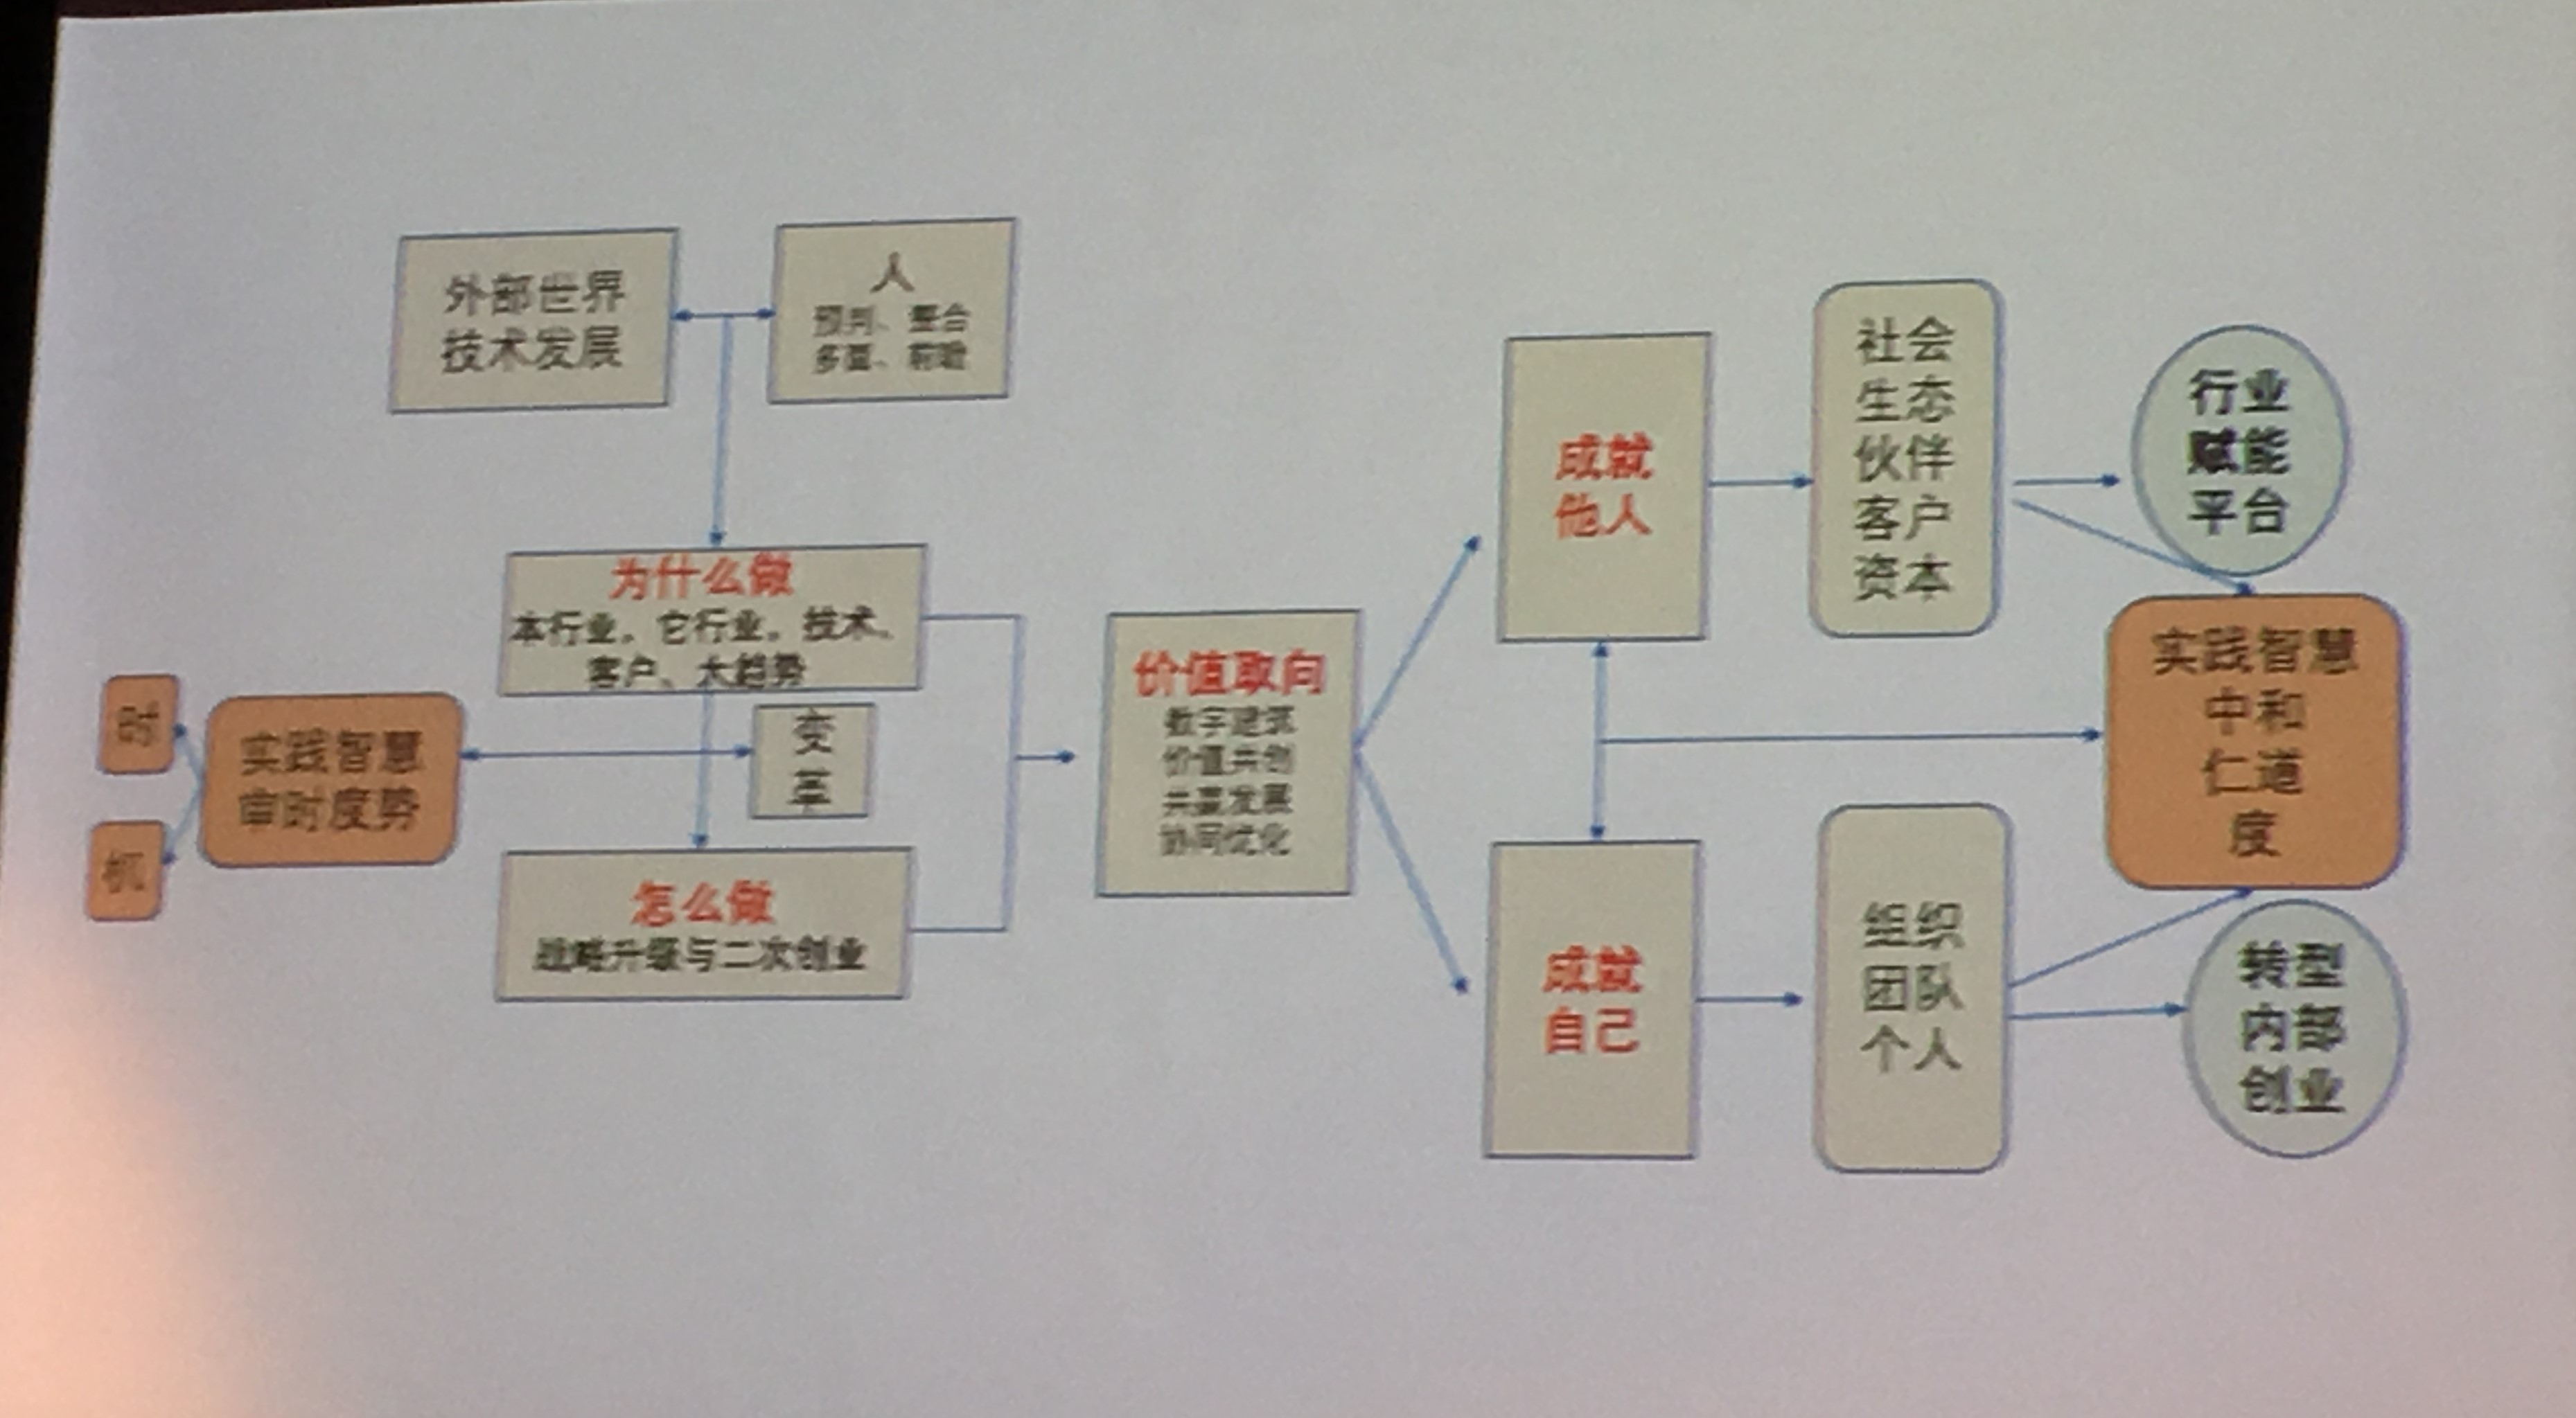 外部世界
技术发展
人
预判、整合
多面、前瞻
为什么做
本行业，它行业，技术、
客户、大趋势
时
机
实践智慧
审时度势
变
革
怎么做
战略升级与二次创业
价值取向
数字建筑
价值共创
共赢发展
协同优化
成就
他人
社会
生态
伙伴
客户
资本
行业
赋能
平台
实践智慧
中和
仁道
度
成就
自己
组织
团队
个人
转型
内部
创业